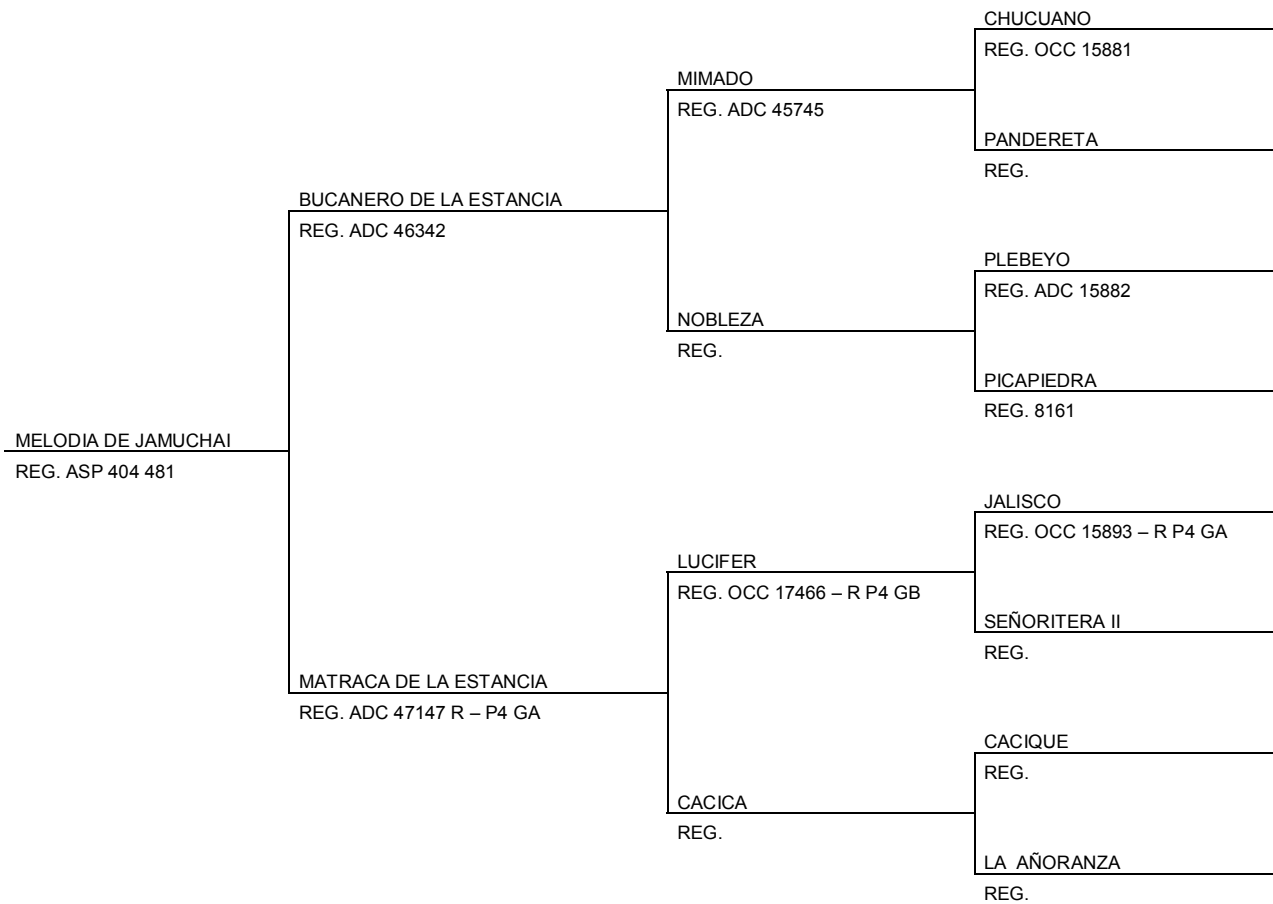 CHUCUANO
REG. OCC 15881
MIMADO
REG. ADC 45745
PANDERETA
REG.
BUCANERO DE LA ESTANCIA
REG. ADC 46342
PLEBEYO
REG. ADC 15882
NOBLEZA
REG.
PICAPIEDRA
REG. 8161
MELODIA DE JAMUCHAI
REG. ASP 404 481
JALISCO
REG. OCC 15893 – R P4 GA
LUCIFER
REG. OCC 17466 – R P4 GB
SEÑORITERA II
REG.
MATRACA DE LA ESTANCIA
REG. ADC 47147 R – P4 GA
CACIQUE
REG.
CACICA
REG.
LA AÑORANZA
REG.